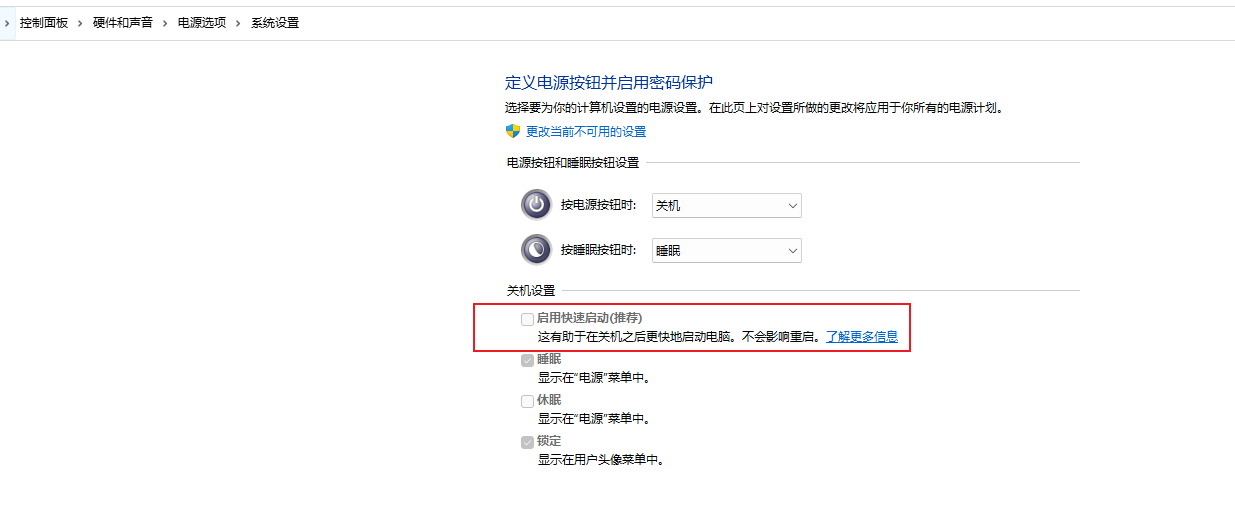 控制面板 › 硬件和声音 › 电源选项 › 系统设置
定义电源按钮并启用密码保护
选择要为你的计算机设置的电源设置。在此页上对设置所做的更改将应用于你所有的电源计划。
更改当前不可用的设置
电源按钮和睡眠按钮设置
按电源按钮时: 关机
按睡眠按钮时: 睡眠
关机设置
启用快速启动(推荐)
这有助于在关机之后更快地启动电脑。不会影响重启。了解更多信息
睡眠
显示在“电源”菜单中。
休眠
显示在“电源”菜单中。
锁定
显示在用户头像菜单中。